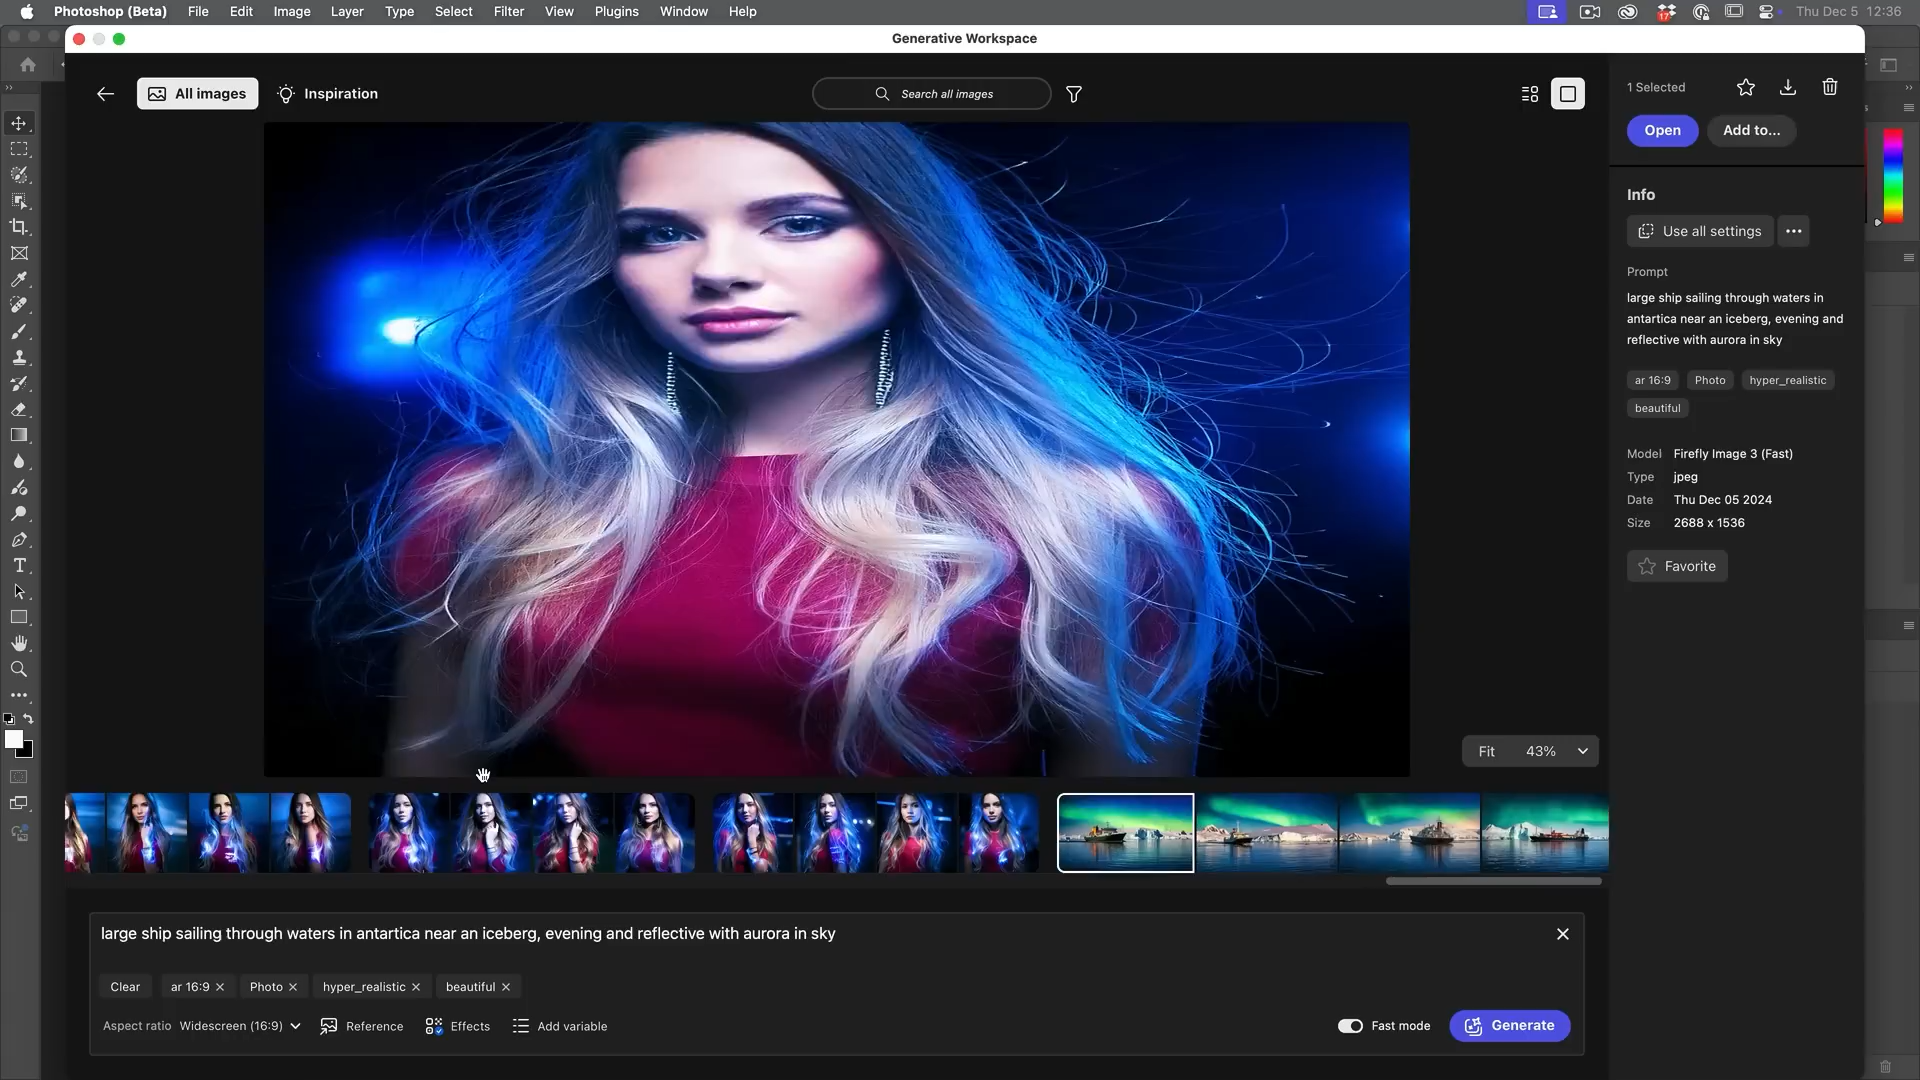 Photoshop (Beta) File Edit Image Layer Type Select Filter View Plugins Window Help 17 Thu Dec 5 12:36
Generative Workspace
All images Inspiration Search all images
1 Selected
Open Add to...
Info
Use all settings
Prompt
large ship sailing through waters in
antartica near an iceberg, evening and
reflective with aurora in sky
ar 16:9 Photo hyper_realistic
beautiful
Model Firefly Image 3 (Fast)
Type jpeg
Date Thu Dec 05 2024
Size 2688 x 1536
Favorite
Fit 43%
large ship sailing through waters in antartica near an iceberg, evening and reflective with aurora in sky
Clear ar 16:9 Photo hyper_realistic beautiful
Aspect ratio Widescreen (16:9) Reference Effects Add variable Fast mode Generate